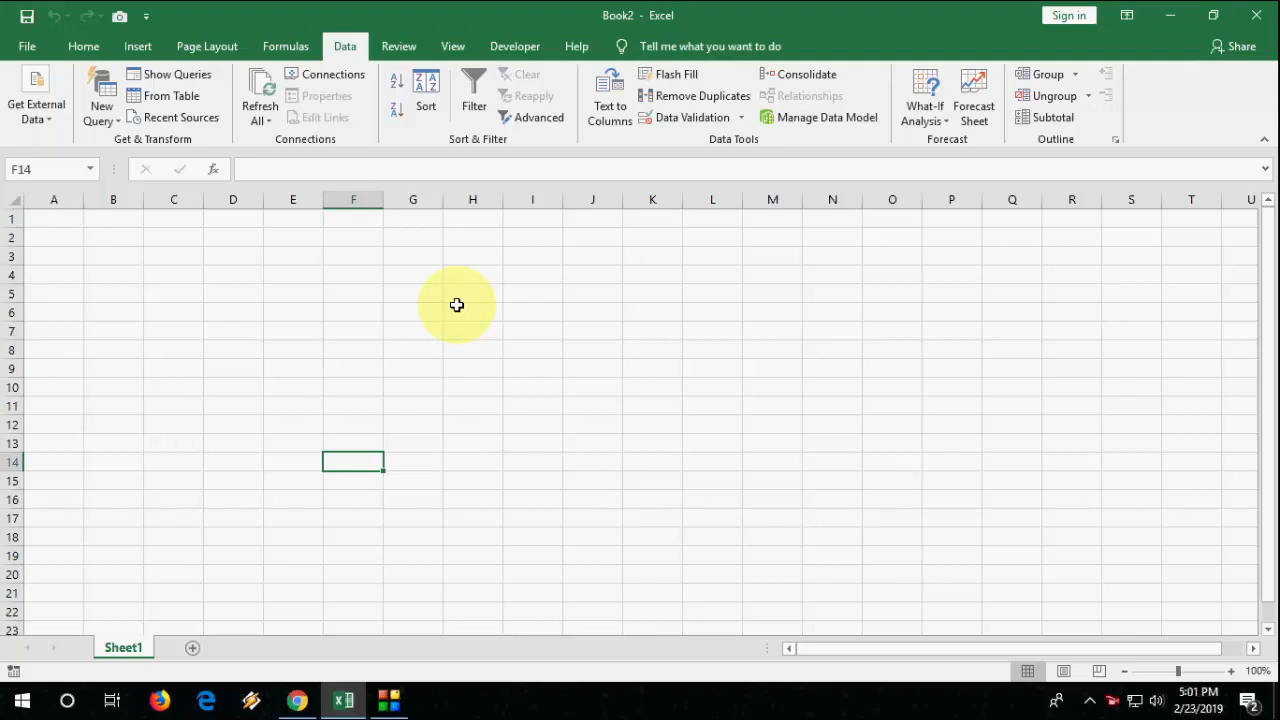 Book2 - Excel
Sign in
File Home Insert Page Layout Formulas Data Review View Developer Help Tell me what you want to do Share
Get External Data
New Query
Show Queries
From Table
Recent Sources
Get & Transform
Refresh All
Connections
Properties
Edit Links
Connections
Sort
Filter
Clear
Reapply
Advanced
Sort & Filter
Text to Columns
Flash Fill
Remove Duplicates
Data Validation
Consolidate
Relationships
Manage Data Model
Data Tools
What-If Analysis
Forecast Sheet
Forecast
Group
Ungroup
Subtotal
Outline
F14
fx
A B C D E F G H I J K L M N O P Q R S T U
1
2
3
4
5
6
7
8
9
10
11
12
13
14
15
16
17
18
19
20
21
22
23
Sheet1
100%
5:01 PM
2/23/2019
2